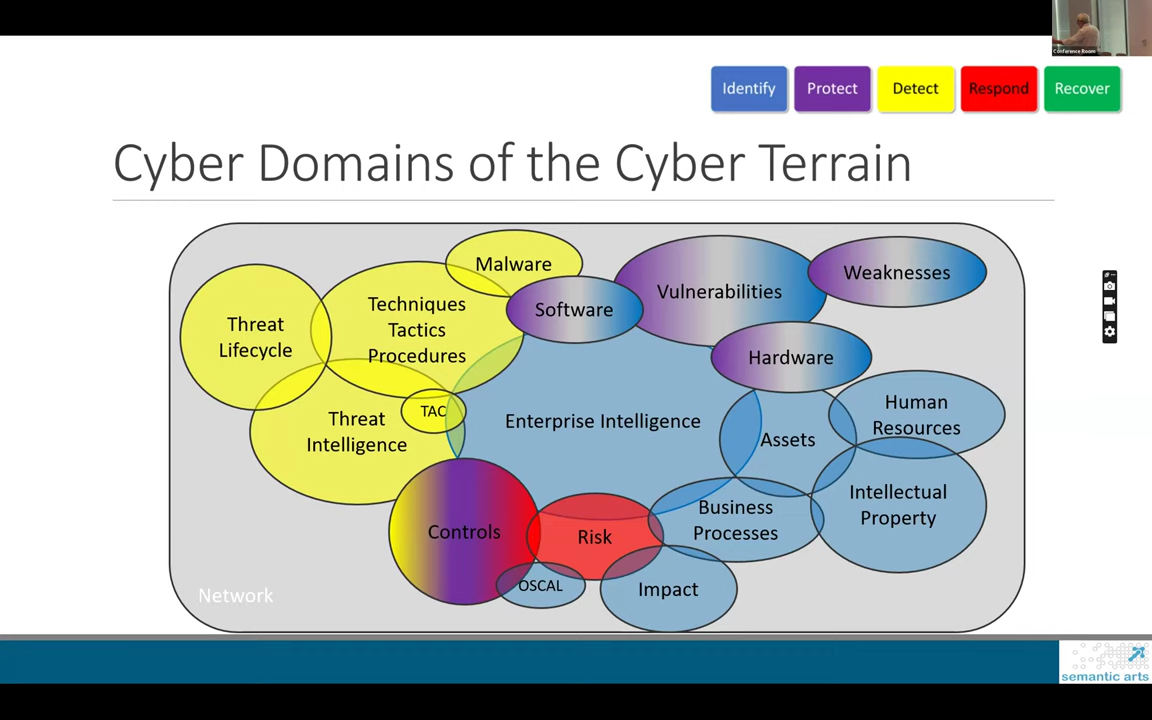 Conference Room
Identify
Protect
Detect
Respond
Recover
Cyber Domains of the Cyber Terrain
Malware
Weaknesses
Vulnerabilities
Software
Techniques
Tactics
Procedures
Threat
Lifecycle
Hardware
TAC
Threat
Intelligence
Enterprise Intelligence
Assets
Human
Resources
Intellectual
Property
Business
Processes
Controls
Risk
OSCAL
Impact
Network
semantic arts